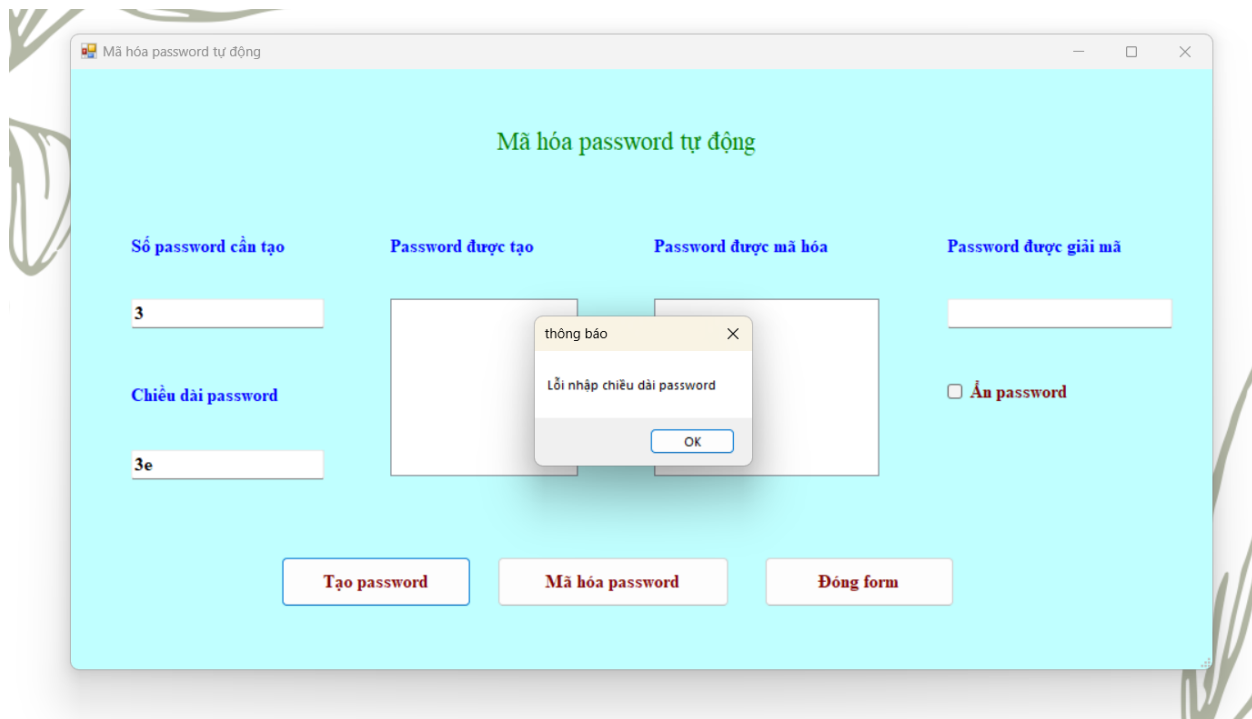 Mã hóa password tự động
Mã hóa password tự động
Số password cần tạo
Password được tạo
Password được mã hóa
Password được giải mã
3
thông báo
Lỗi nhập chiều dài password
OK
Chiều dài password
Ẩn password
3e
Tạo password
Mã hóa password
Đóng form